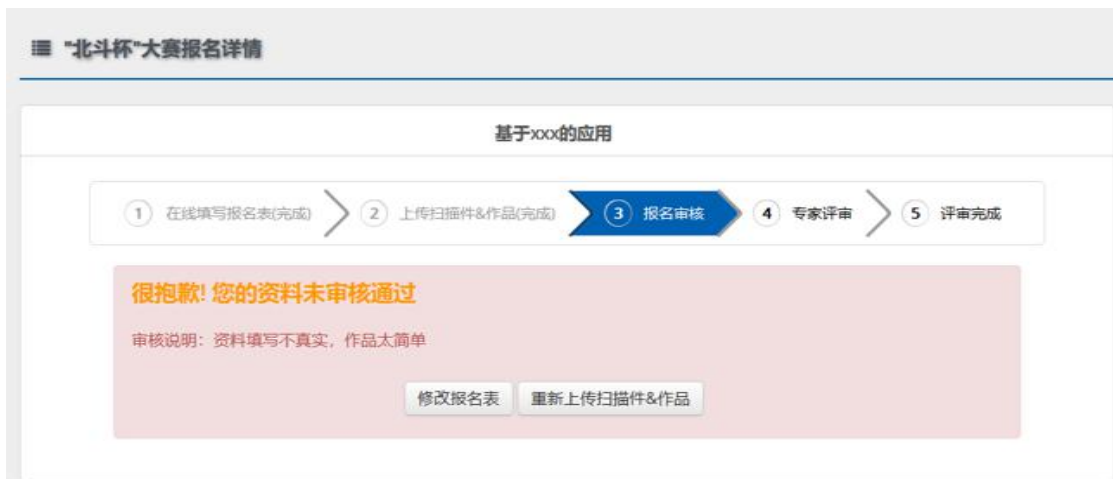 "北斗杯"大赛报名详情
基于xxx的应用
1 在线填写报名表(完成) 2 上传扫描件&作品(完成) 3 报名审核 4 专家评审 5 评审完成
很抱歉! 您的资料未审核通过
审核说明：资料填写不真实，作品太简单
修改报名表 重新上传扫描件&作品